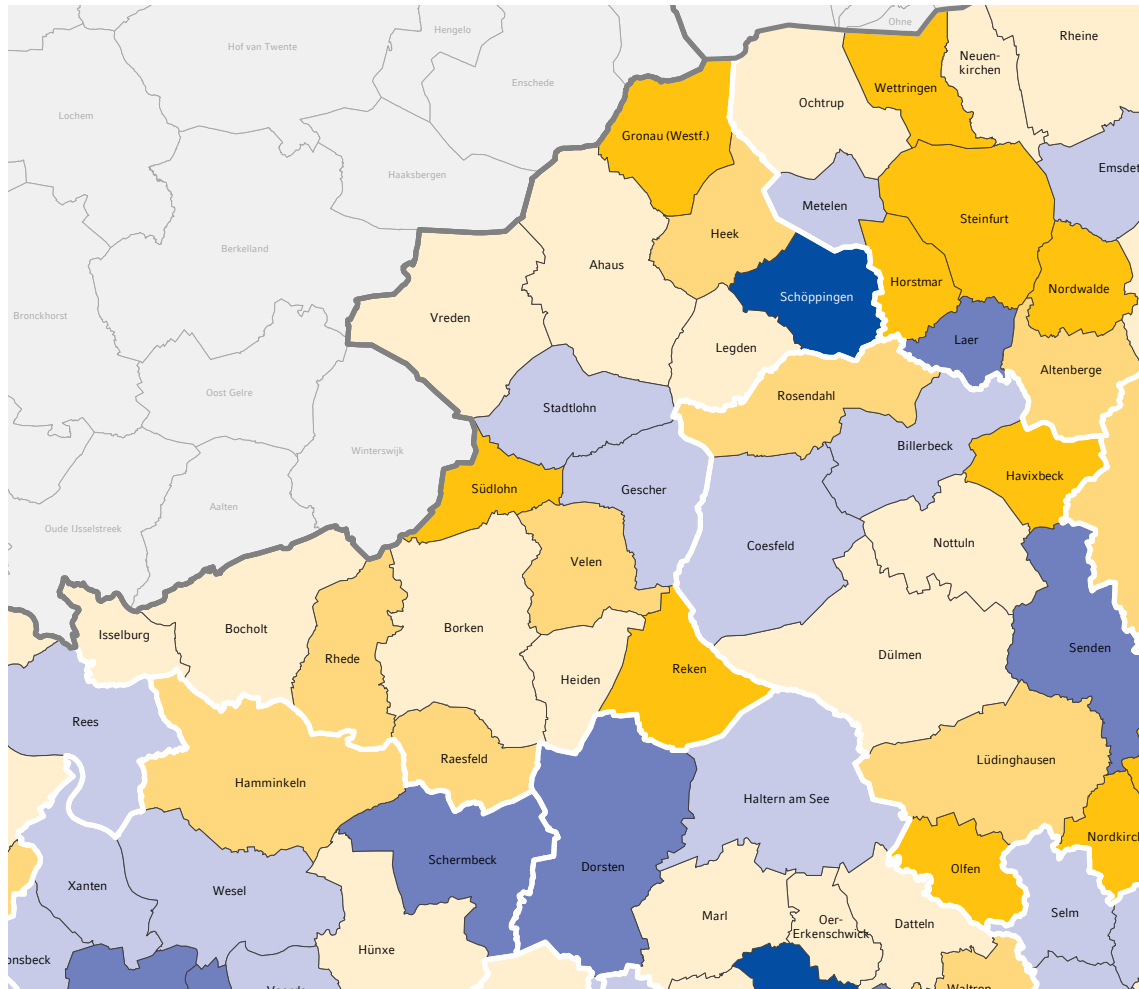 Ohne
Hengelo
Hof van Twente
Rheine
Neuen-
kirchen
Enschede
Wettringen
Ochtrup
Lochem
Gronau (Westf.)
Emsdet
Haaksbergen
Metelen
Steinfurt
Heek
Berkelland
Ahaus
Horstmar
Nordwalde
Schöppingen
Bronckhorst
Vreden
Laer
Legden
Altenberge
Oost Gelre
Rosendahl
Stadtlohn
Billerbeck
Winterswijk
Havixbeck
Südlohn
Gescher
Aalten
Oude IJsselstreek
Nottuln
Coesfeld
Velen
Isselburg
Bocholt
Borken
Senden
Dülmen
Rhede
Reken
Heiden
Rees
Raesfeld
Lüdinghausen
Hamminkeln
Haltern am See
Nordkirch
Schermbeck
Dorsten
Olfen
Xanten
Wesel
Selm
Marl
Oer-
Erkenschwick
Datteln
Hünxe
onsbeck